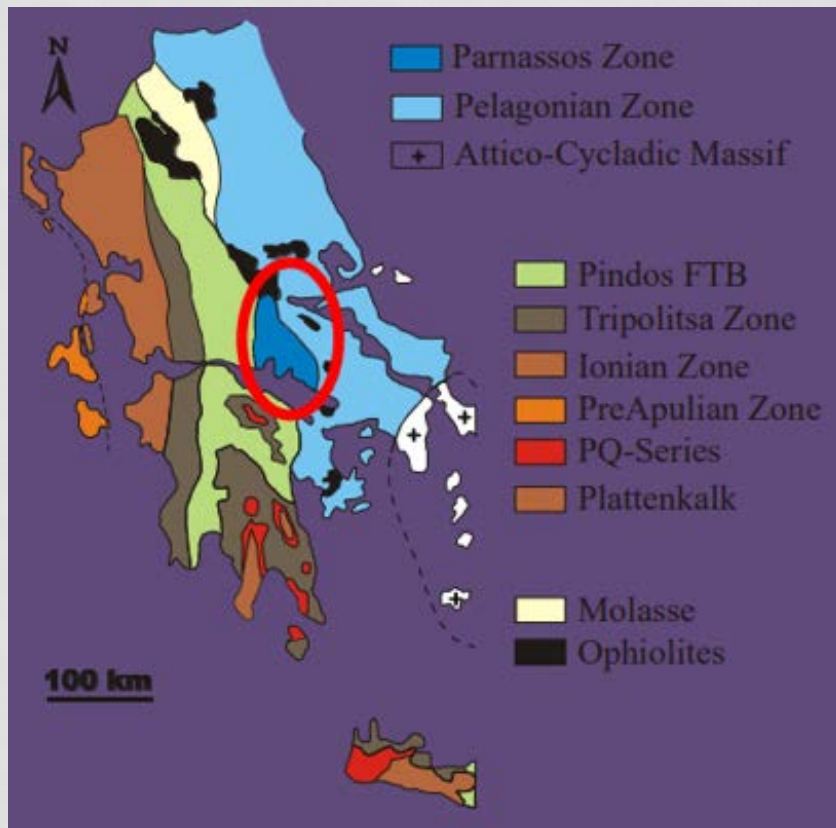 N
Parnassos Zone
Pelagonian Zone
Attico-Cycladic Massif
Pindos FTB
Tripolitsa Zone
Ionian Zone
PreApulian Zone
PQ-Series
Plattenkalk
Molasse
Ophiolites
100 km